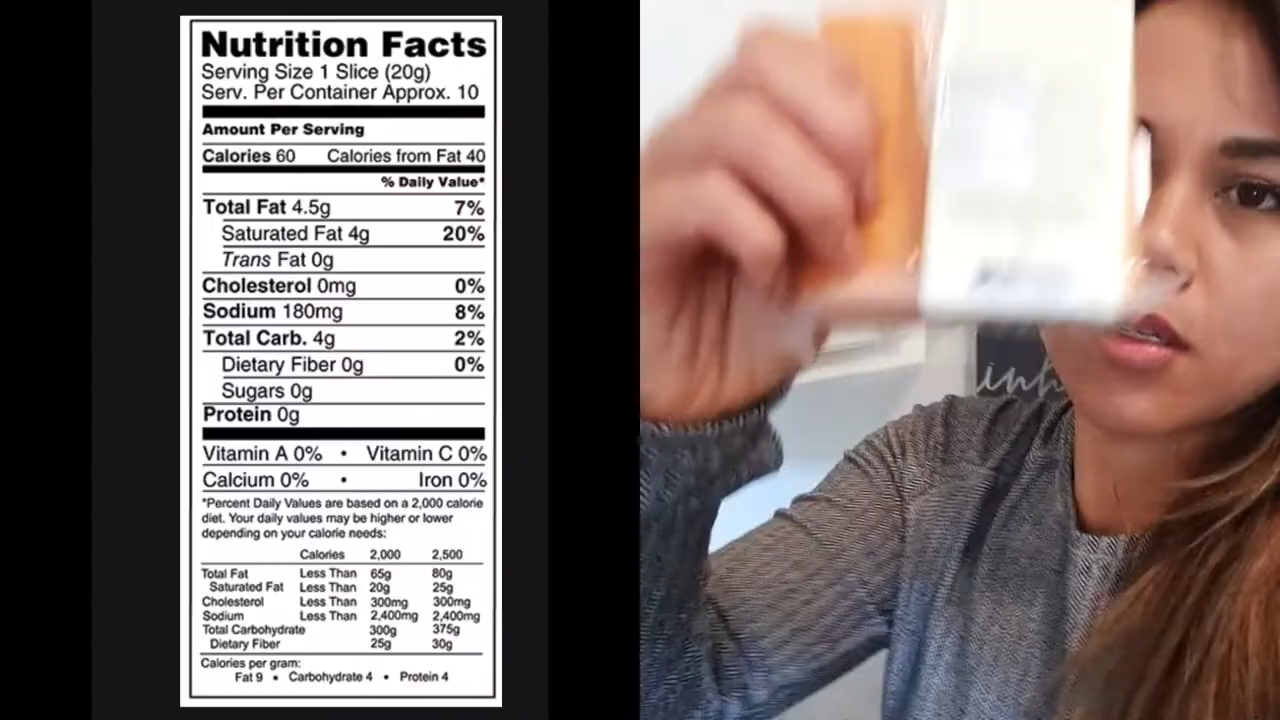 Nutrition Facts
Serving Size 1 Slice (20g)
Serv. Per Container Approx. 10
Amount Per Serving
Calories 60 Calories from Fat 40
% Daily Value*
Total Fat 4.5g 7%
Saturated Fat 4g 20%
Trans Fat 0g
Cholesterol 0mg 0%
Sodium 180mg 8%
Total Carb. 4g 2%
Dietary Fiber 0g 0%
Sugars 0g
Protein 0g
Vitamin A 0% • Vitamin C 0%
Calcium 0% • Iron 0%
*Percent Daily Values are based on a 2,000 calorie
diet. Your daily values may be higher or lower
depending on your calorie needs:
Calories 2,000 2,500
Total Fat Less Than 65g 80g
Saturated Fat Less Than 20g 25g
Cholesterol Less Than 300mg 300mg
Sodium Less Than 2,400mg 2,400mg
Total Carbohydrate 300g 375g
Dietary Fiber 25g 30g
Calories per gram:
Fat 9 • Carbohydrate 4 • Protein 4